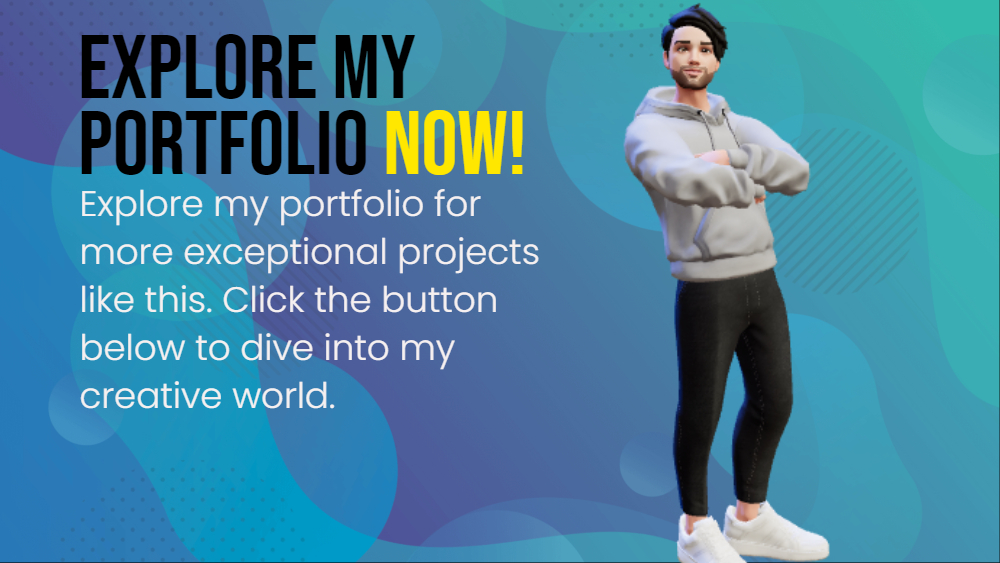 EXPLORE MY
PORTFOLIO NOW!
Explore my portfolio for
more exceptional projects
like this. Click the button
below to dive into my
creative world.